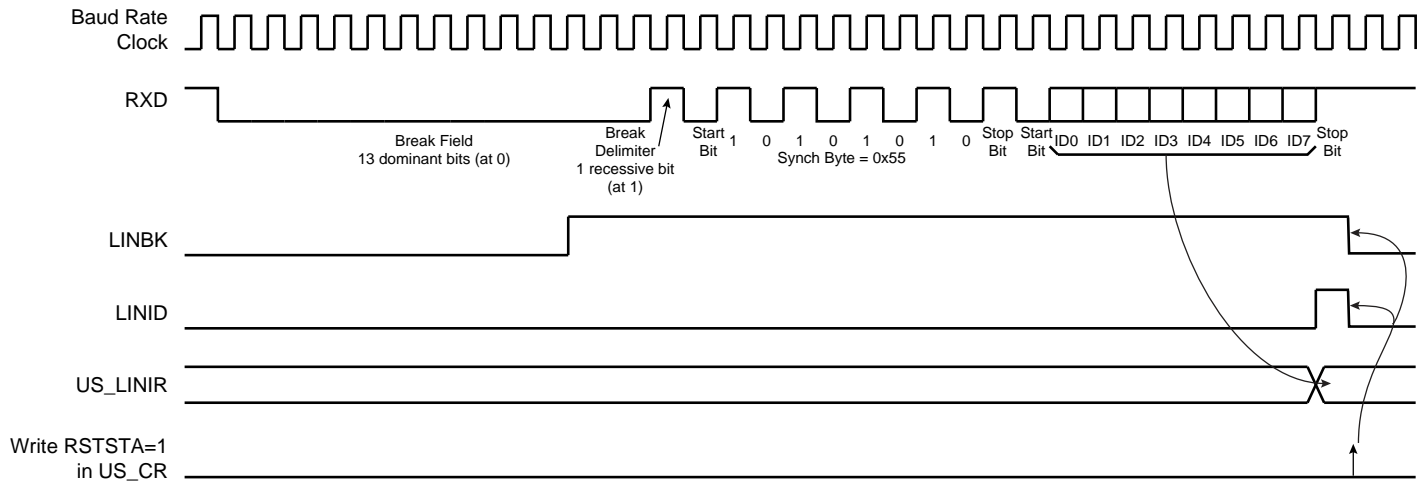 Baud Rate
Clock
RXD
Break Field
13 dominant bits (at 0)
Break
Delimiter
1 recessive bit
(at 1)
Start
Bit
1 0 1 0 1 0 1 0
Synch Byte = 0x55
Stop
Bit
Start
Bit
ID0 ID1 ID2 ID3 ID4 ID5 ID6 ID7
Stop
Bit
LINBK
LINID
US_LINIR
Write RSTSTA=1
in US_CR